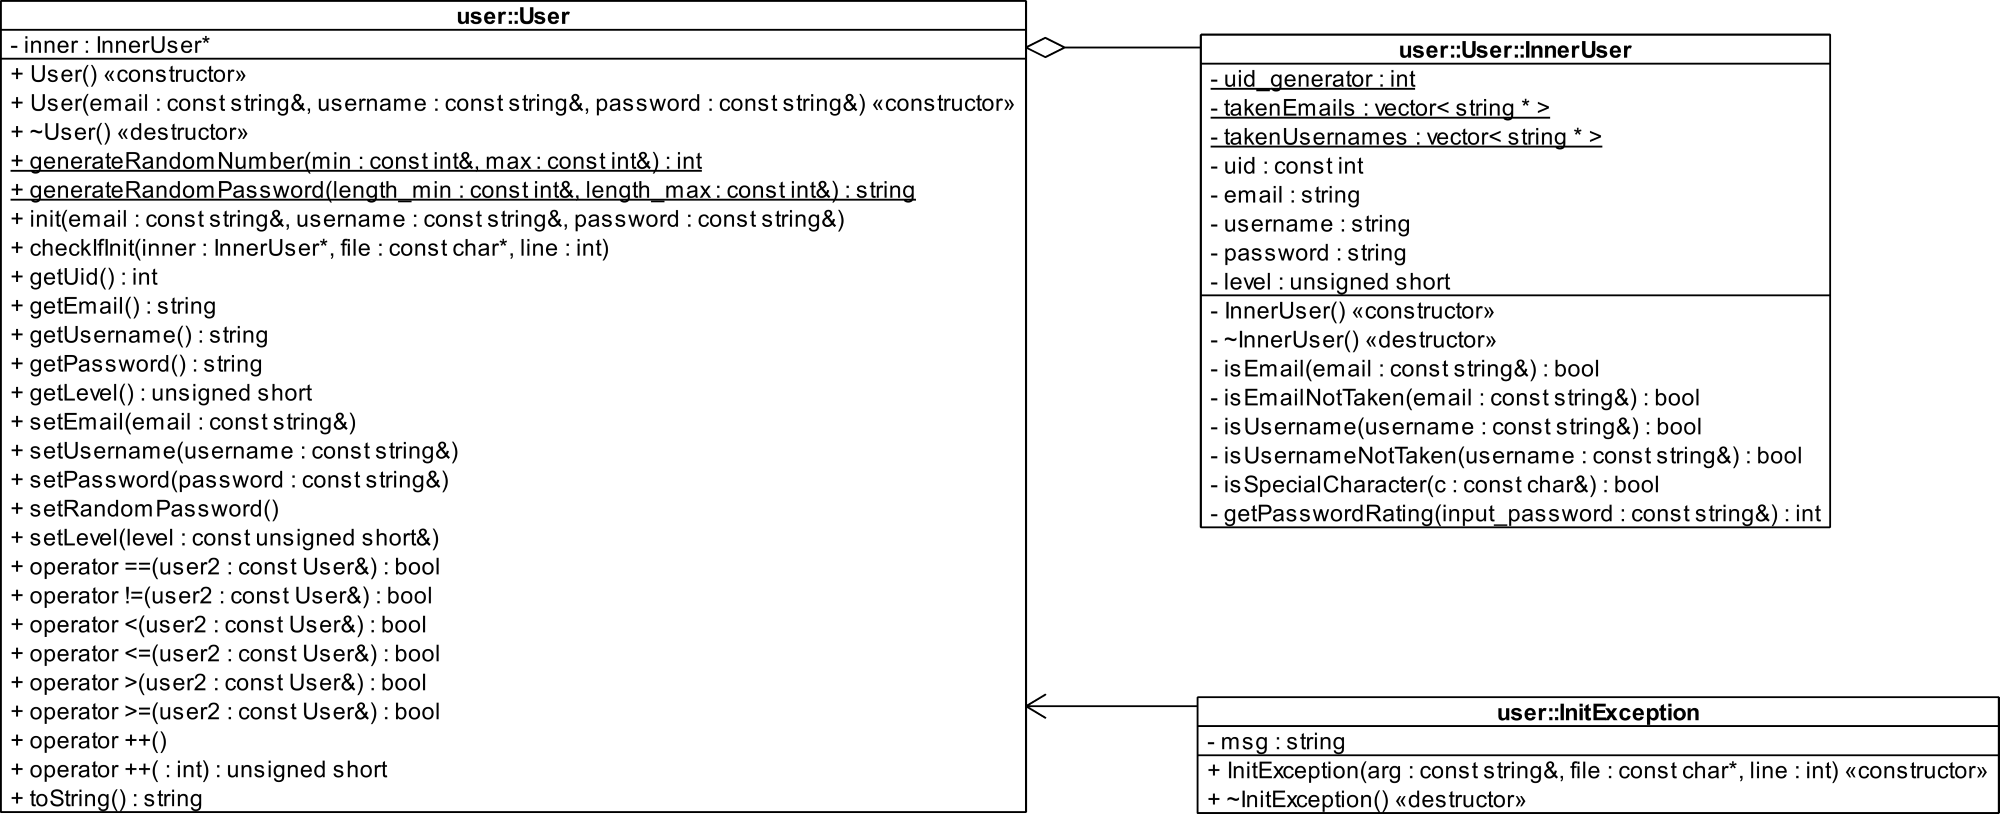 user::User
- inner : InnerUser*
+ User() «constructor»
+ User(email : const string&, username : const string&, password : const string&) «constructor»
+ ~User() «destructor»
+ generateRandomNumber(min : const int&, max : const int&) : int
+ generateRandomPassword(length_min : const int&, length_max : const int&) : string
+ init(email : const string&, username : const string&, password : const string&)
+ checkIfInit(inner : InnerUser*, file : const char*, line : int)
+ getUid() : int
+ getEmail() : string
+ getUsername() : string
+ getPassword() : string
+ getLevel() : unsigned short
+ setEmail(email : const string&)
+ setUsername(username : const string&)
+ setPassword(password : const string&)
+ setRandomPassword()
+ setLevel(level : const unsigned short&)
+ operator ==(user2 : const User&) : bool
+ operator !=(user2 : const User&) : bool
+ operator <(user2 : const User&) : bool
+ operator <=(user2 : const User&) : bool
+ operator >(user2 : const User&) : bool
+ operator >=(user2 : const User&) : bool
+ operator ++()
+ operator ++( : int) : unsigned short
+ toString() : string
user::User::InnerUser
- uid_generator : int
- takenEmails : vector< string * >
- takenUsernames : vector< string * >
- uid : const int
- email : string
- username : string
- password : string
- level : unsigned short
- InnerUser() «constructor»
- ~InnerUser() «destructor»
- isEmail(email : const string&) : bool
- isEmailNotTaken(email : const string&) : bool
- isUsername(username : const string&) : bool
- isUsernameNotTaken(username : const string&) : bool
- isSpecialCharacter(c : const char&) : bool
- getPasswordRating(input_password : const string&) : int
user::InitException
- msg : string
+ InitException(arg : const string&, file : const char*, line : int) «constructor»
+ ~InitException() «destructor»